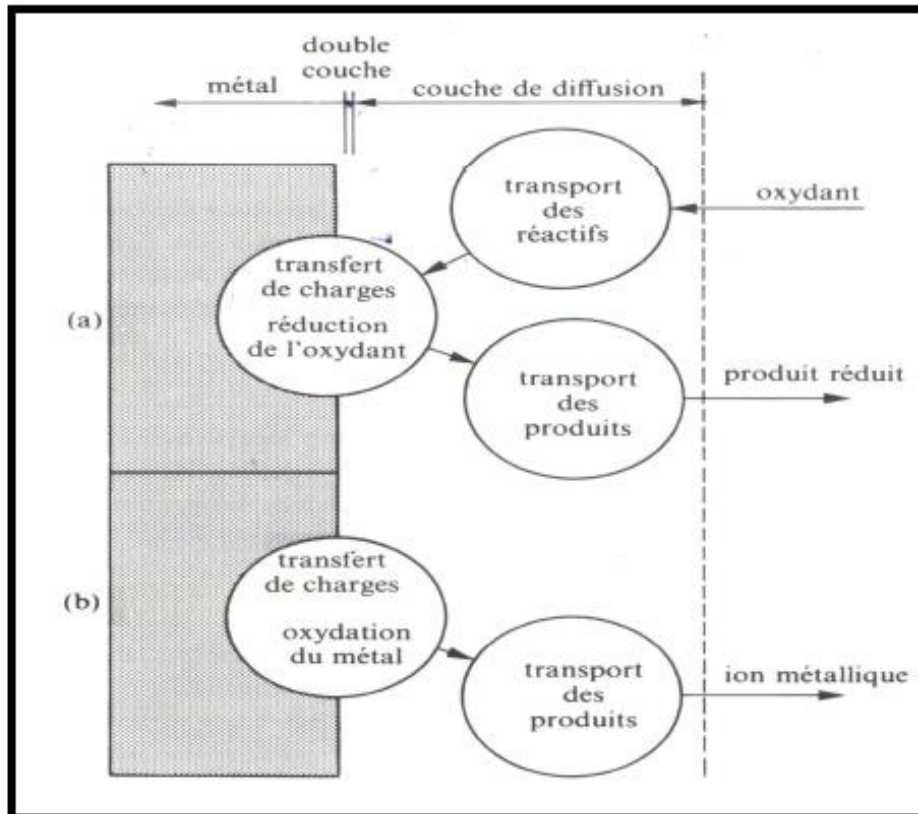 double
couche
métal
couche de diffusion
transport
des
réactifs
oxydant
(a)
transfert
de charges
réduction
de l'oxydant
transport
des
produits
produit réduit
(b)
transfert
de charges
oxydation
du métal
transport
des
produits
ion métallique